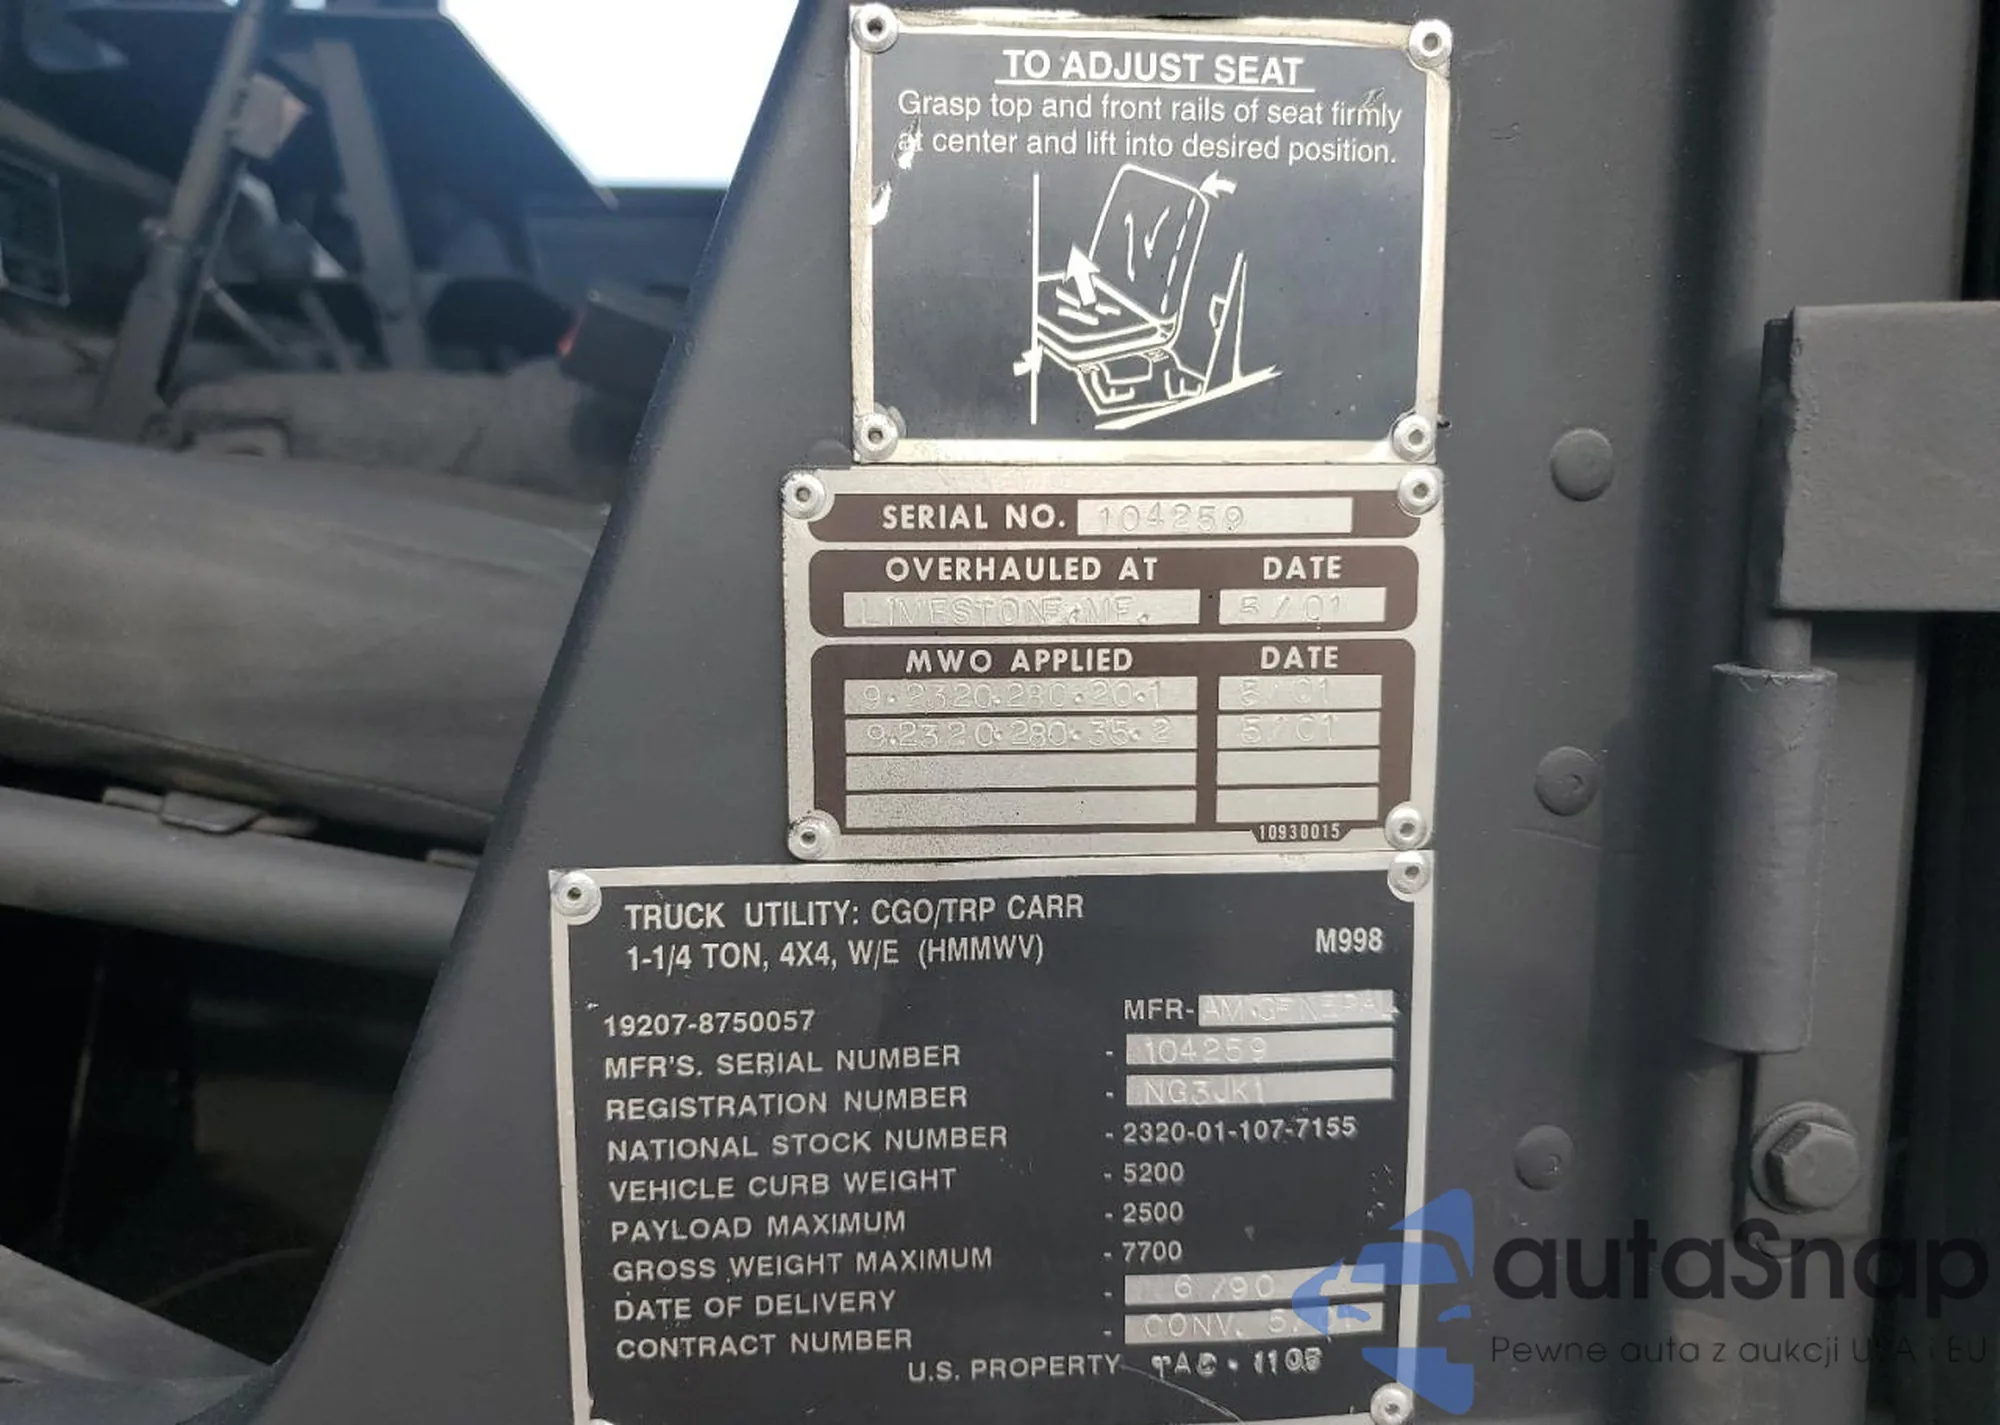 TO ADJUST SEAT
Grasp top and front rails of seat firmly
at center and lift into desired position.
SERIAL NO. 104259
OVERHAULED AT DATE
LIMESTONE, ME. 5/01
MWO APPLIED DATE
9·2320·280·20·1 5/01
9·2320·280·35·2 5/01
10930015
TRUCK UTILITY: CGO/TRP CARR
1-1/4 TON, 4X4, W/E (HMMWV) M998
19207-8750057 MFR- AM GENERAL
MFR'S. SERIAL NUMBER - 104259
REGISTRATION NUMBER - NG3JK1
NATIONAL STOCK NUMBER - 2320-01-107-7155
VEHICLE CURB WEIGHT - 5200
PAYLOAD MAXIMUM - 2500
GROSS WEIGHT MAXIMUM - 7700
DATE OF DELIVERY - 6/90
CONTRACT NUMBER - CONV.
U.S. PROPERTY
autaSnap
Pewne auta z aukcji USA i EU